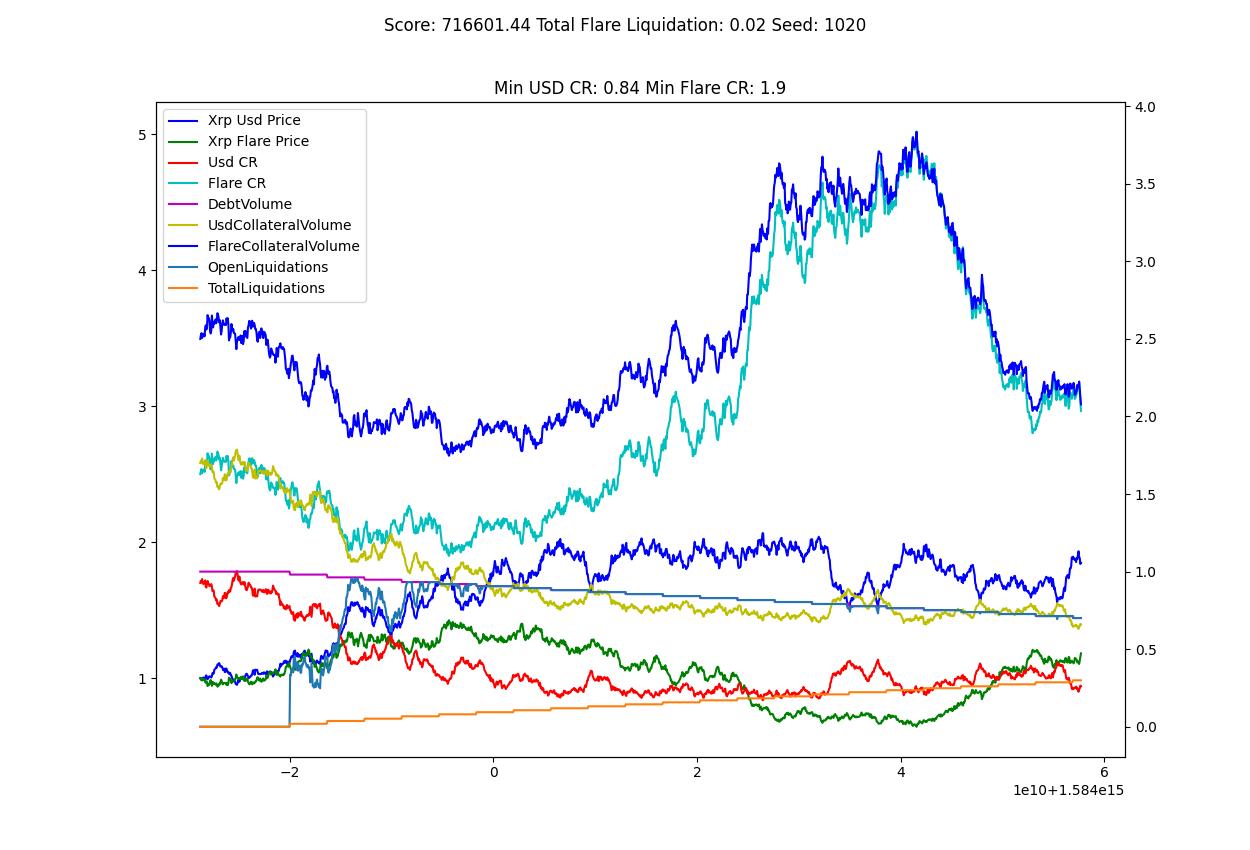 Score: 716601.44 Total Flare Liquidation: 0.02 Seed: 1020
Min USD CR: 0.84 Min Flare CR: 1.9
Xrp Usd Price
Xrp Flare Price
Usd CR
Flare CR
DebtVolume
UsdCollateralVolume
FlareCollateralVolume
OpenLiquidations
TotalLiquidations
5
4
3
2
1
4.0
3.5
3.0
2.5
2.0
1.5
1.0
0.5
0.0
−2 0 2 4 6
1e10+1.584e15